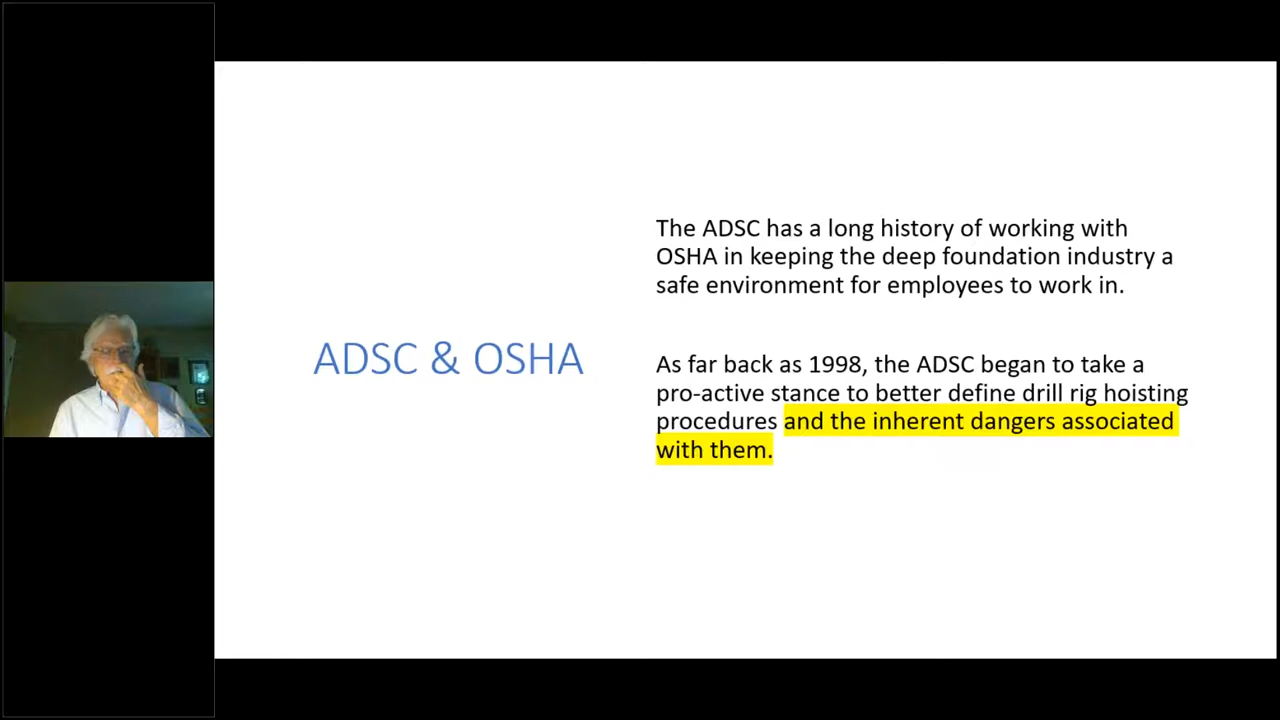 ADSC & OSHA
The ADSC has a long history of working with
OSHA in keeping the deep foundation industry a
safe environment for employees to work in.
As far back as 1998, the ADSC began to take a
pro-active stance to better define drill rig hoisting
procedures and the inherent dangers associated
with them.